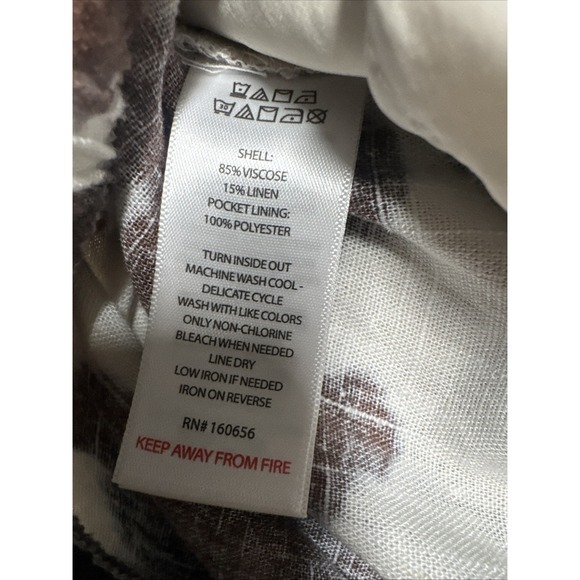 30
SHELL:
85% VISCOSE
15% LINEN
POCKET LINING:
100% POLYESTER
TURN INSIDE OUT
MACHINE WASH COOL -
DELICATE CYCLE
WASH WITH LIKE COLORS
ONLY NON-CHLORINE
BLEACH WHEN NEEDED
LINE DRY
LOW IRON IF NEEDED
IRON ON REVERSE
RN# 160656
KEEP AWAY FROM FIRE